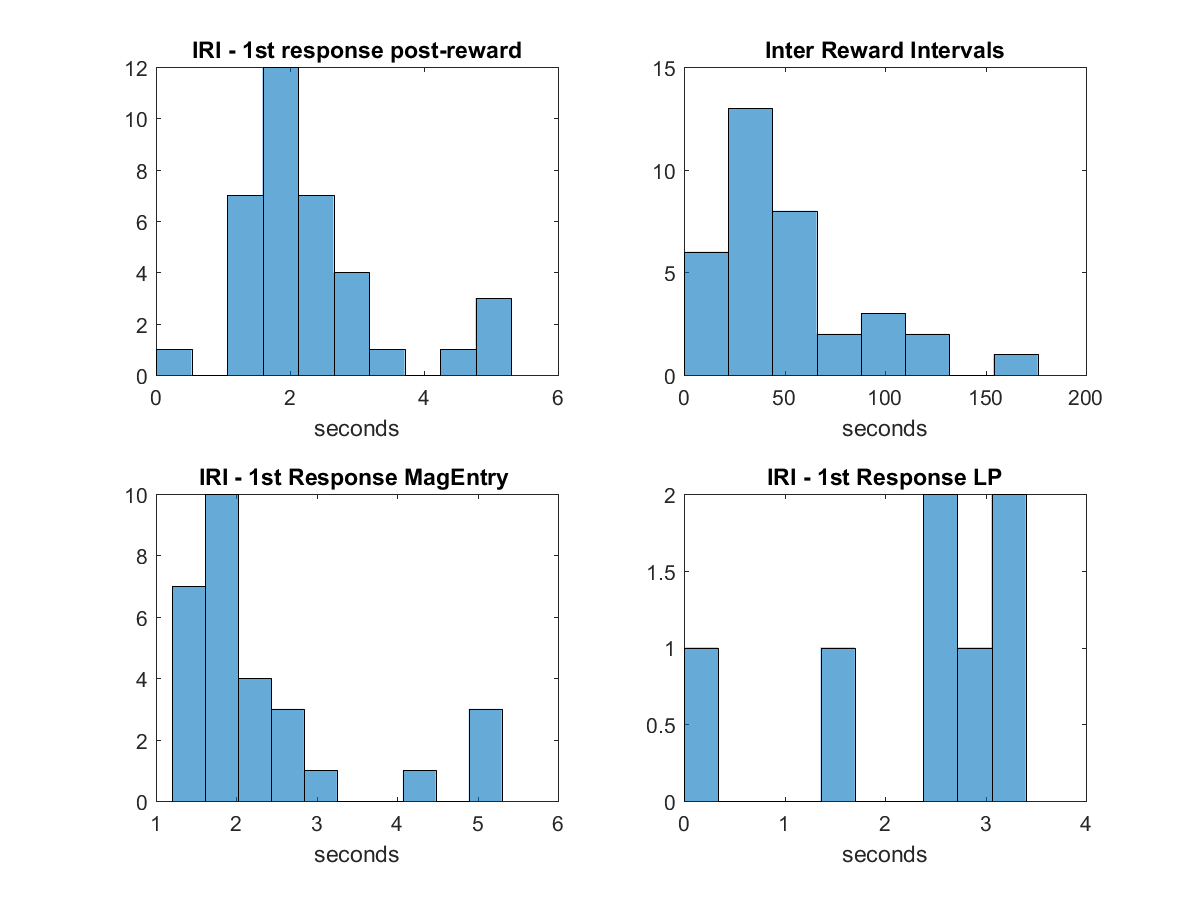 IRI - 1st response post-reward
12
10
8
6
4
2
0
0 2 4 6
seconds
Inter Reward Intervals
15
10
5
0
0 50 100 150 200
seconds
IRI - 1st Response MagEntry
10
8
6
4
2
0
1 2 3 4 5 6
seconds
IRI - 1st Response LP
2
1.5
1
0.5
0
0 1 2 3 4
seconds